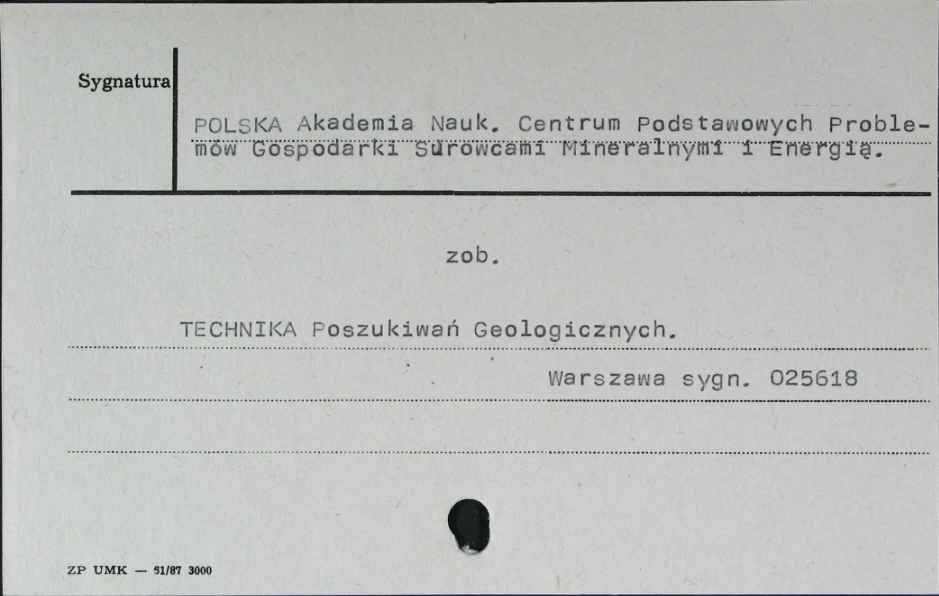 Sygnatura
POLSKA Akademia Nauk. Centrum Podstawowych Proble-
mów Gospodarki Surowcami Mineralnymi i Energią.
zob.
TECHNIKA Poszukiwań Geologicznych.
Warszawa sygn. 025618
ZP UMK — 51/87 3000